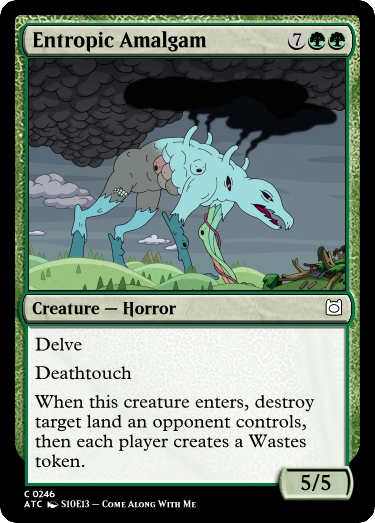 Entropic Amalgam 7
Creature — Horror
Delve
Deathtouch
When this creature enters, destroy
target land an opponent controls,
then each player creates a Wastes
token.
5/5
C 0246
ATC S10E13 – Come Along With Me